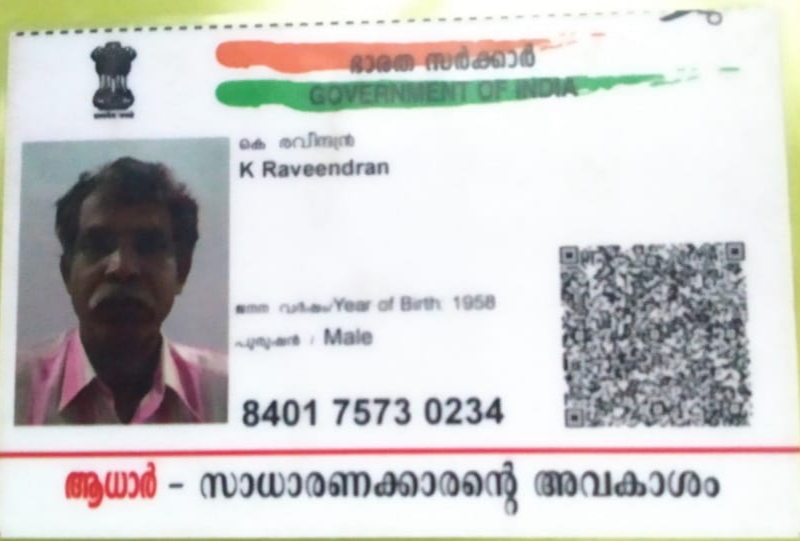 ഭാരത സർക്കാർ
GOVERNMENT OF INDIA
കെ രവീന്ദ്രൻ
K Raveendran
ജനന വർഷം/Year of Birth: 1958
പുരുഷൻ / Male
8401 7573 0234
ആധാർ - സാധാരണക്കാരന്റെ അവകാശം